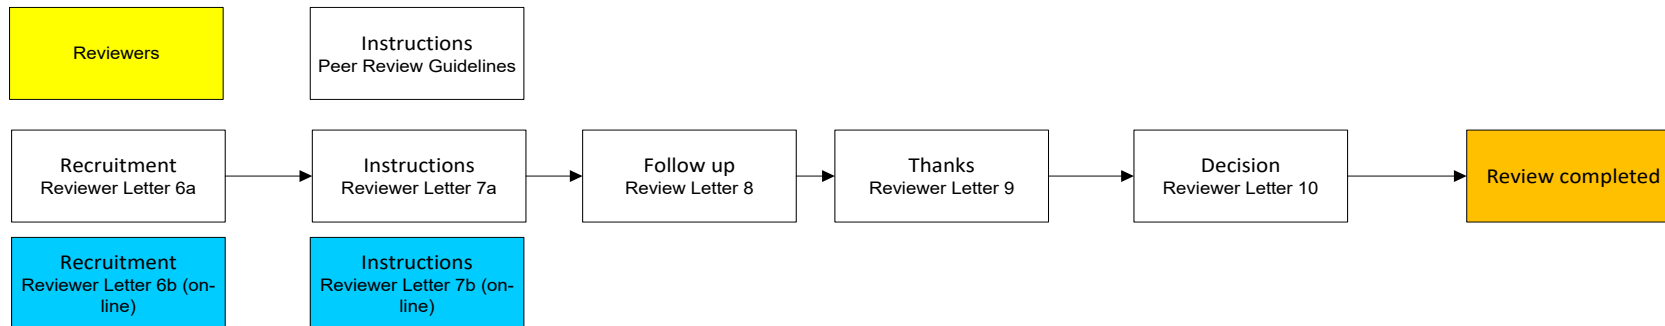 Reviewers
Instructions
Peer Review Guidelines
Recruitment
Reviewer Letter 6a
Instructions
Reviewer Letter 7a
Follow up
Review Letter 8
Thanks
Reviewer Letter 9
Decision
Reviewer Letter 10
Review completed
Recruitment
Reviewer Letter 6b (on-
line)
Instructions
Reviewer Letter 7b (on-
line)